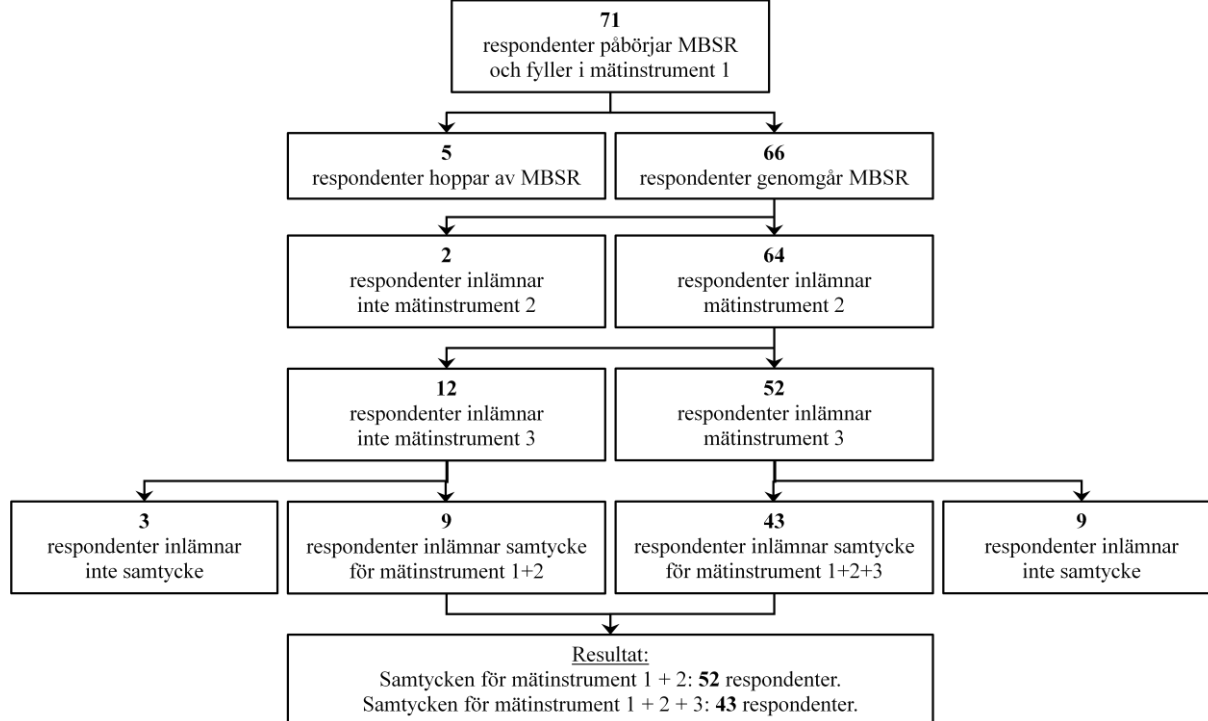 71
respondenter påbörjar MBSR
och fyller i mätinstrument 1
5
respondenter hoppar av MBSR
66
respondenter genomgår MBSR
2
respondenter inlämnar
inte mätinstrument 2
64
respondenter inlämnar
mätinstrument 2
12
respondenter inlämnar
inte mätinstrument 3
52
respondenter inlämnar
mätinstrument 3
3
respondenter inlämnar
inte samtycke
9
respondenter inlämnar samtycke
för mätinstrument 1+2
43
respondenter inlämnar samtycke
för mätinstrument 1+2+3
9
respondenter inlämnar
inte samtycke
Resultat:
Samtycken för mätinstrument 1 + 2: 52 respondenter.
Samtycken för mätinstrument 1 + 2 + 3: 43 respondenter.